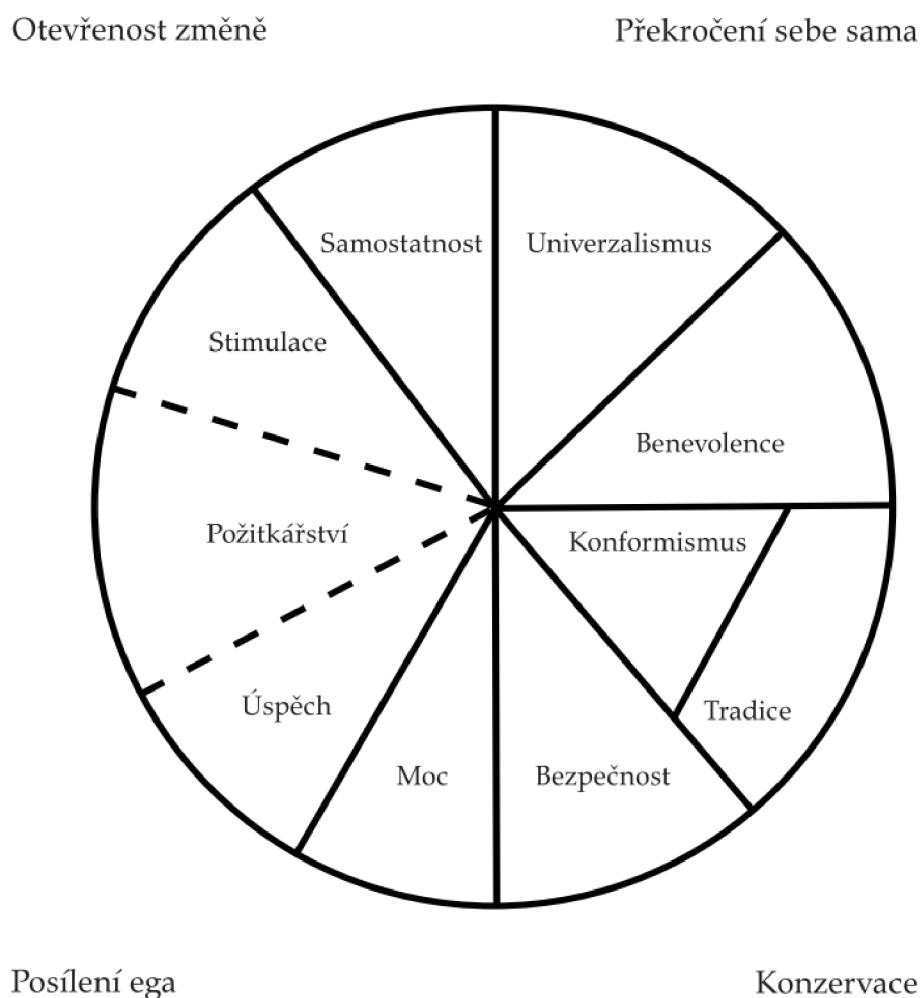 Otevřenost změně
Překročení sebe sama
Samostatnost
Univerzalismus
Stimulace
Benevolence
Požitkářství
Konformismus
Úspěch
Tradice
Moc
Bezpečnost
Posílení ega
Konzervace